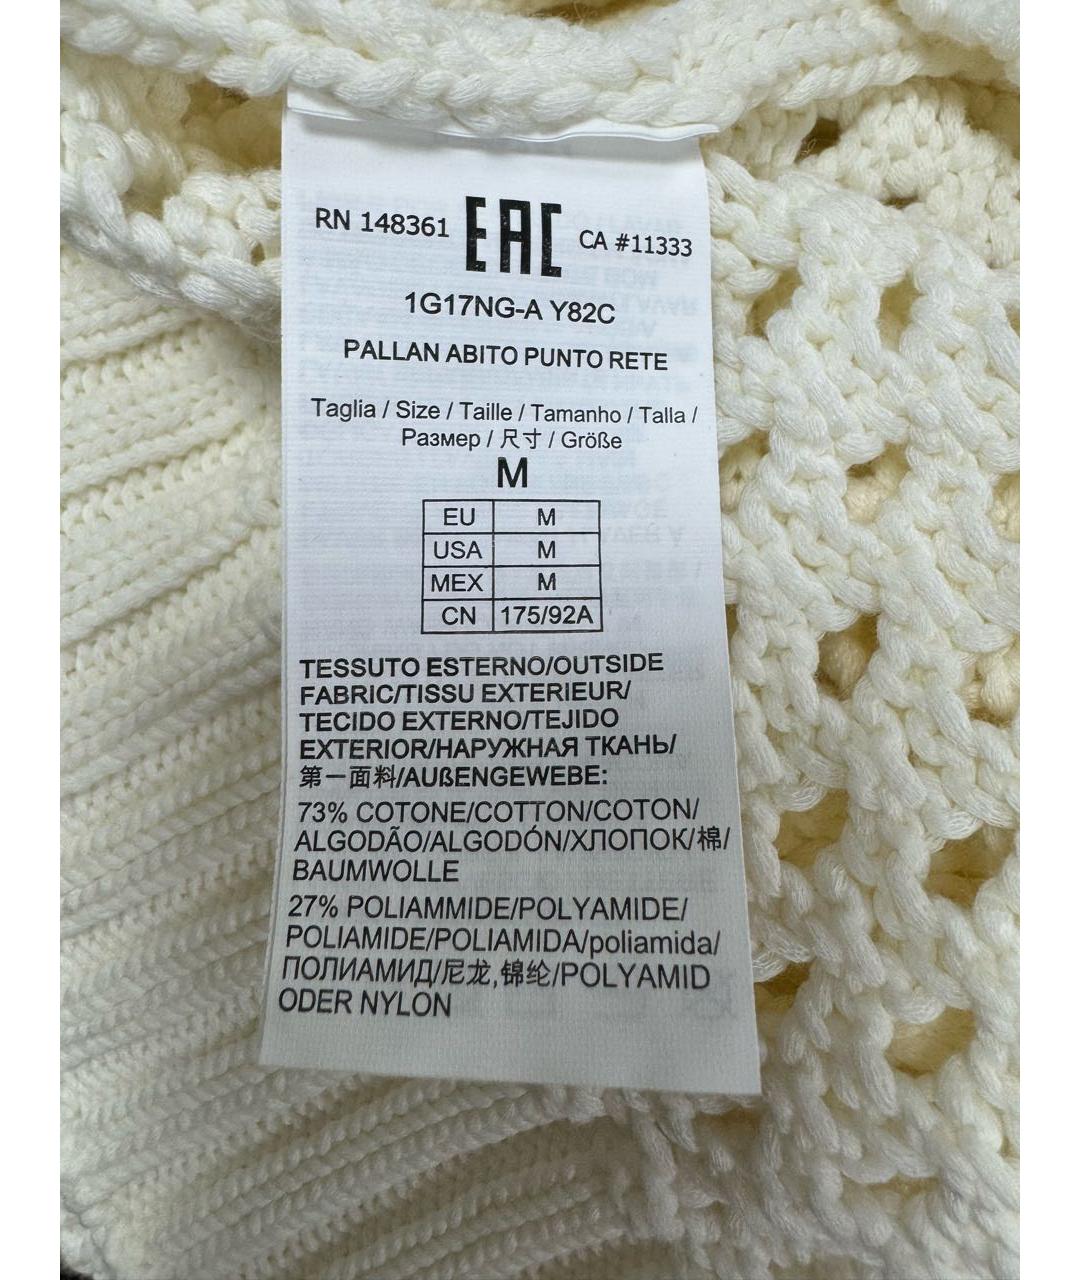 RN 148361 EAC CA #11333
1G17NG-A Y82C
PALLAN ABITO PUNTO RETE
Taglia / Size / Taille / Tamanho / Talla /
Размер / 尺寸 / Größe
M
EU M
USA M
MEX M
CN 175/92A
TESSUTO ESTERNO/OUTSIDE
FABRIC/TISSU EXTERIEUR/
TECIDO EXTERNO/TEJIDO
EXTERIOR/НАРУЖНАЯ ТКАНЬ/
第一面料/AUßENGEWEBE:
73% COTONE/COTTON/COTON/
ALGODÃO/ALGODÓN/ХЛОПОК/棉/
BAUMWOLLE
27% POLIAMMIDE/POLYAMIDE/
POLIAMIDE/POLIAMIDA/poliamida/
ПОЛИАМИД/尼龙,锦纶/POLYAMID
ODER NYLON